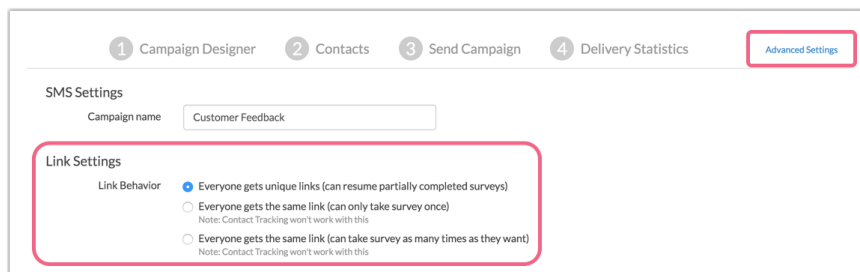 1 Campaign Designer 2 Contacts 3 Send Campaign 4 Delivery Statistics Advanced Settings
SMS Settings
Campaign name Customer Feedback
Link Settings
Link Behavior Everyone gets unique links (can resume partially completed surveys)
Everyone gets the same link (can only take survey once)
Note: Contact Tracking won't work with this
Everyone gets the same link (can take survey as many times as they want)
Note: Contact Tracking won't work with this